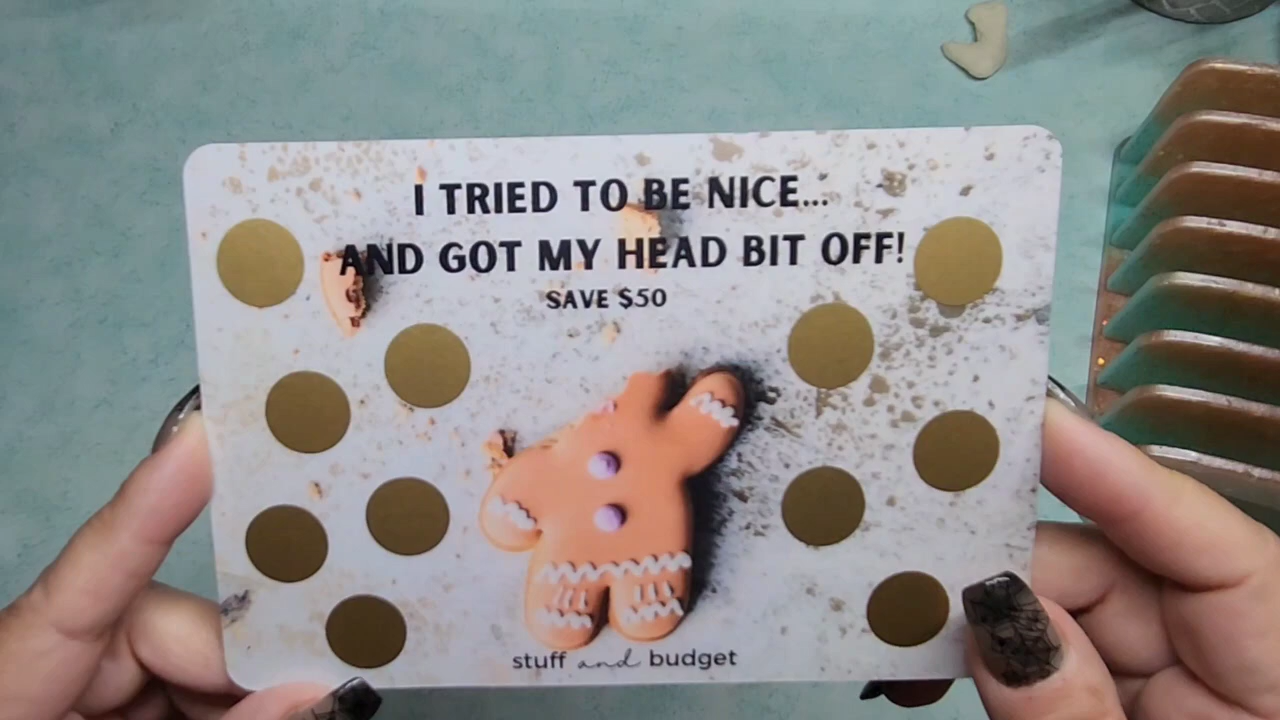 I TRIED TO BE NICE...
AND GOT MY HEAD BIT OFF!
SAVE $50
stuff and budget